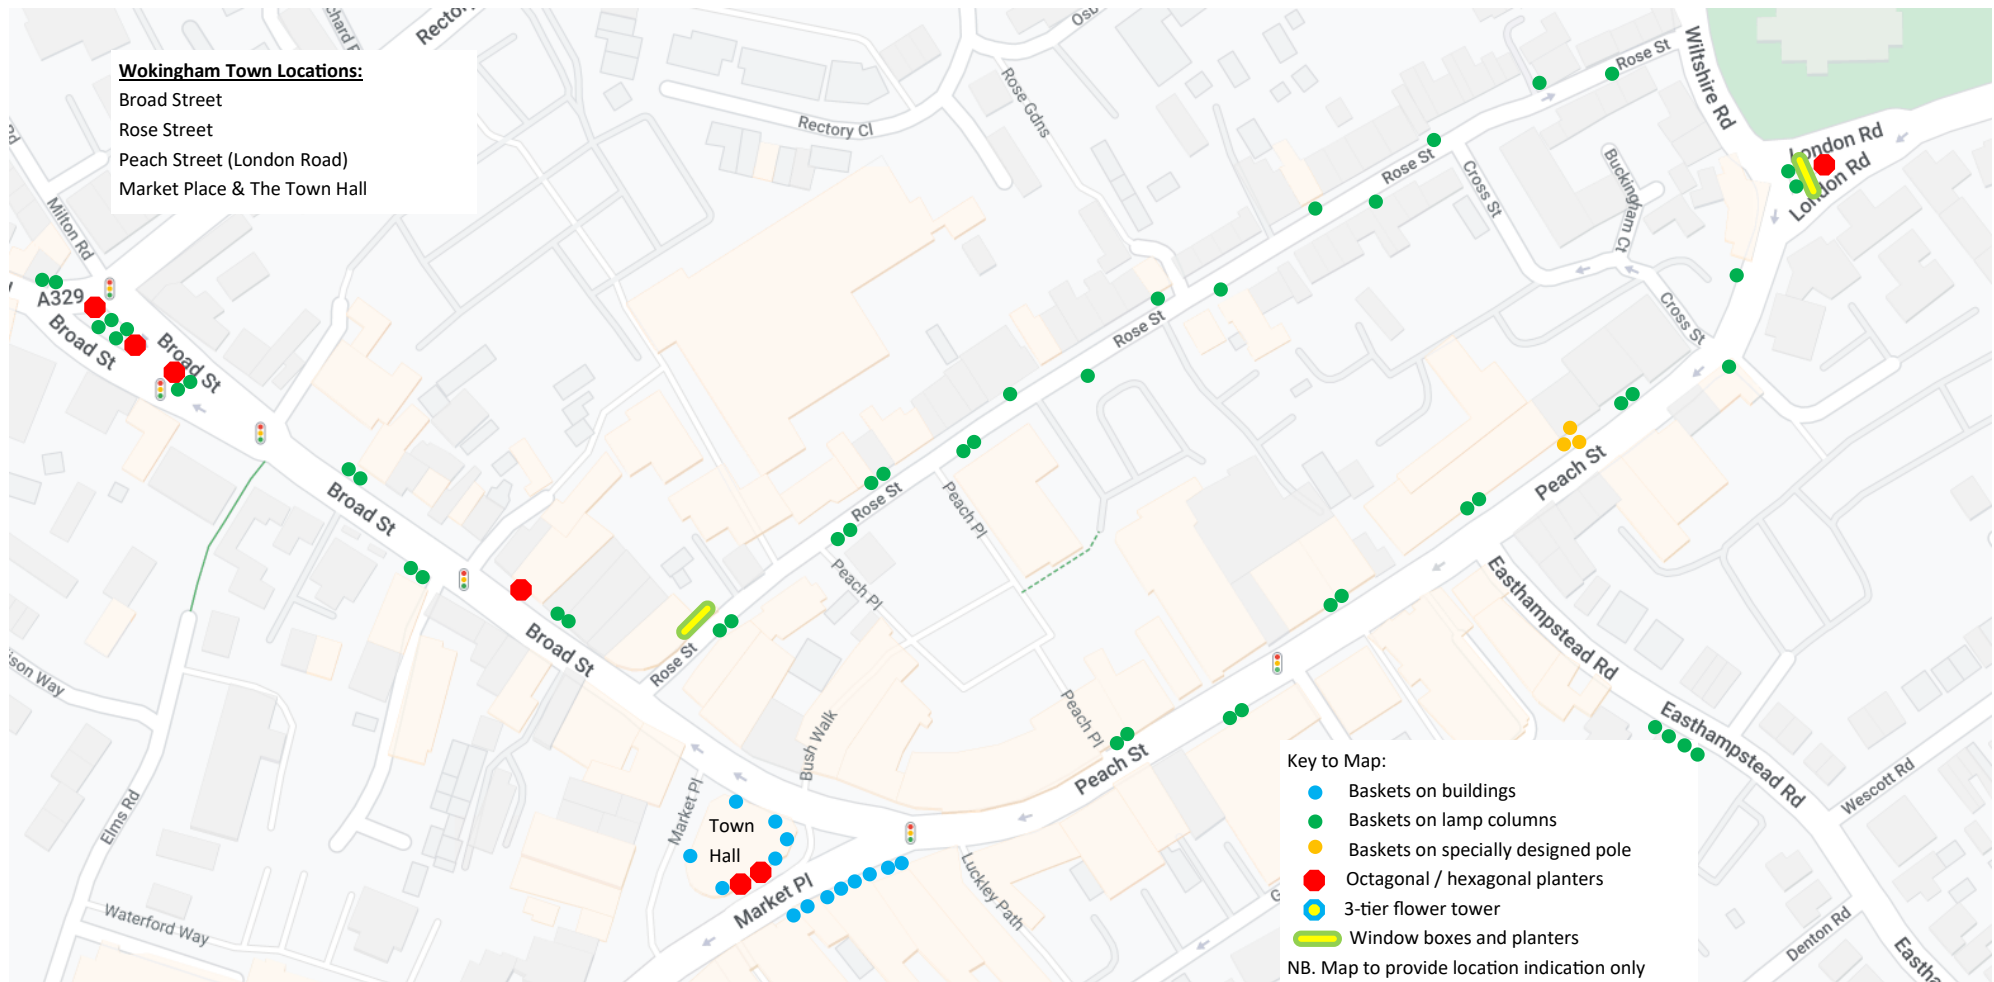 Wokingham Town Locations:
Broad Street
Rose Street
Peach Street (London Road)
Market Place & The Town Hall
Rectory Cl
Rose Gdns
Rose St
Wiltshire Rd
London Rd
London Rd
Buckingham Ct
Cross St
Rose St
Milton Rd
A329
Broad St
Broad St
Rose St
Cross St
Broad St
Rose St
Peach Pl
Peach St
Peach Pl
Easthampstead Rd
Broad St
Rose St
Peach Pl
Bush Walk
Peach St
Easthampstead Rd
Wescott Rd
Elms Rd
Market Pl
Town
Hall
Market Pl
Luckley Path
Waterford Way
Denton Rd
Key to Map:
Baskets on buildings
Baskets on lamp columns
Baskets on specially designed pole
Octagonal / hexagonal planters
3-tier flower tower
Window boxes and planters
NB. Map to provide location indication only